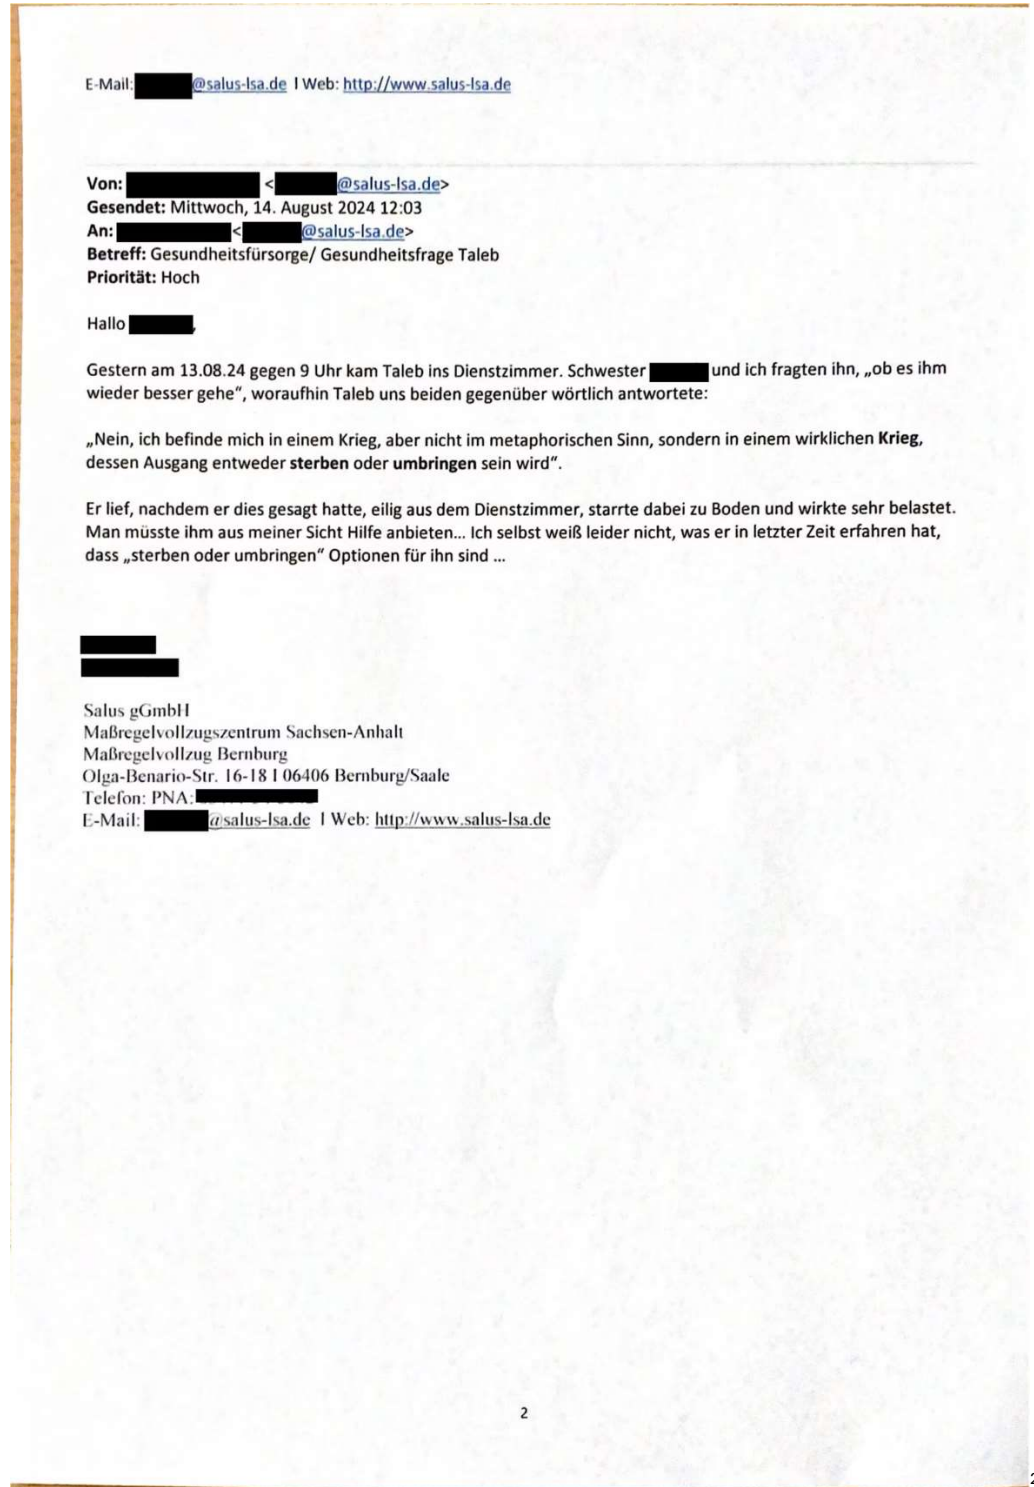 E-Mail: @salus-lsa.de I Web: http://www.salus-lsa.de
Von: < @salus-lsa.de>
Gesendet: Mittwoch, 14. August 2024 12:03
An: < @salus-lsa.de>
Betreff: Gesundheitsfürsorge/ Gesundheitsfrage Taleb
Priorität: Hoch
Hallo ,
Gestern am 13.08.24 gegen 9 Uhr kam Taleb ins Dienstzimmer. Schwester und ich fragten ihn, „ob es ihm
wieder besser gehe“, woraufhin Taleb uns beiden gegenüber wörtlich antwortete:
„Nein, ich befinde mich in einem Krieg, aber nicht im metaphorischen Sinn, sondern in einem wirklichen Krieg,
dessen Ausgang entweder sterben oder umbringen sein wird“.
Er lief, nachdem er dies gesagt hatte, eilig aus dem Dienstzimmer, starrte dabei zu Boden und wirkte sehr belastet.
Man müsste ihm aus meiner Sicht Hilfe anbieten... Ich selbst weiß leider nicht, was er in letzter Zeit erfahren hat,
dass „sterben oder umbringen“ Optionen für ihn sind ...
Salus gGmbH
Maßregelvollzugszentrum Sachsen-Anhalt
Maßregelvollzug Bernburg
Olga-Benario-Str. 16-18 I 06406 Bernburg/Saale
Telefon: PNA:
E-Mail: @salus-lsa.de I Web: http://www.salus-lsa.de
2